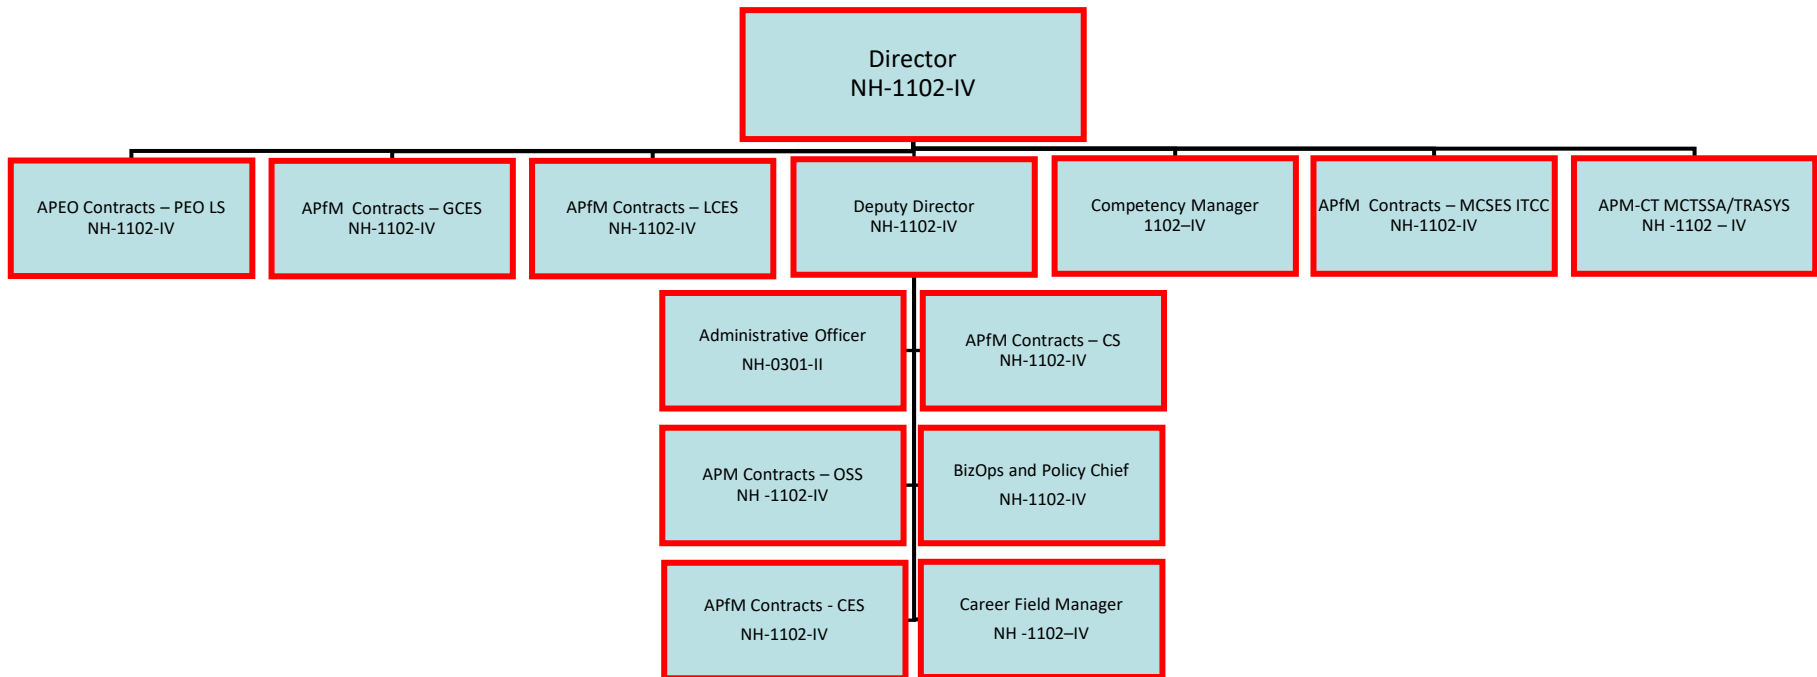 Director
NH-1102-IV
APEO Contracts – PEO LS
NH-1102-IV
APfM Contracts – GCES
NH-1102-IV
APfM Contracts – LCES
NH-1102-IV
Deputy Director
NH-1102-IV
Competency Manager
1102–IV
APfM Contracts – MCSES ITCC
NH-1102-IV
APM-CT MCTSSA/TRASYS
NH -1102 – IV
Administrative Officer
NH-0301-II
APfM Contracts – CS
NH-1102-IV
APM Contracts – OSS
NH -1102-IV
BizOps and Policy Chief
NH-1102-IV
APfM Contracts - CES
NH-1102-IV
Career Field Manager
NH -1102–IV